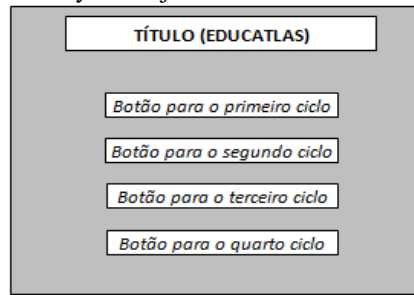 TÍTULO (EDUCATLAS)
Botão para o primeiro ciclo
Botão para o segundo ciclo
Botão para o terceiro ciclo
Botão para o quarto ciclo